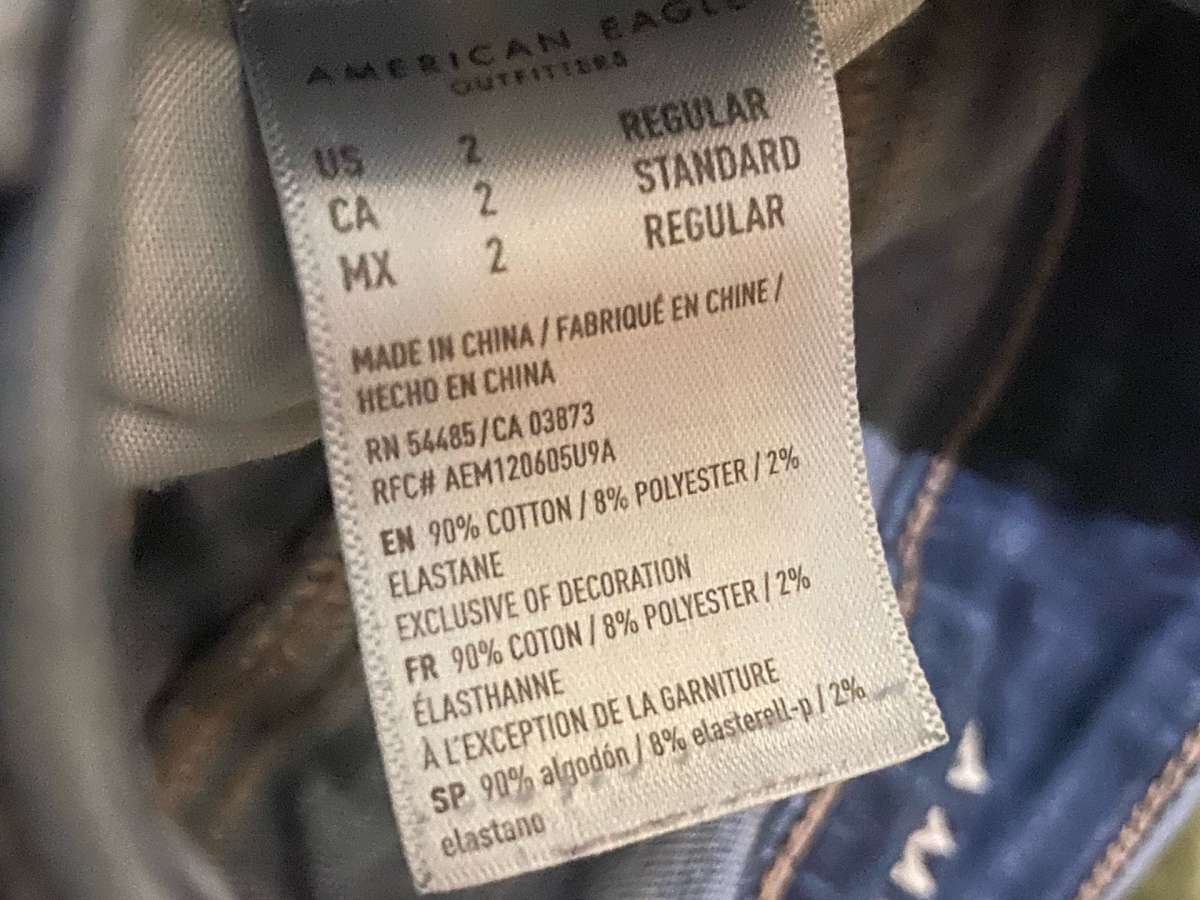 AMERICAN EAGLE
OUTFITTERS
US 2 REGULAR
CA 2 STANDARD
MX 2 REGULAR
MADE IN CHINA / FABRIQUÉ EN CHINE /
HECHO EN CHINA
RN 54485/CA 03873
RFC# AEM120605U9A
EN 90% COTTON / 8% POLYESTER / 2%
ELASTANE
EXCLUSIVE OF DECORATION
FR 90% COTON / 8% POLYESTER / 2%
ÉLASTHANNE
À L'EXCEPTION DE LA GARNITURE
SP 90% algodón / 8% elasterell-p / 2%
elastano